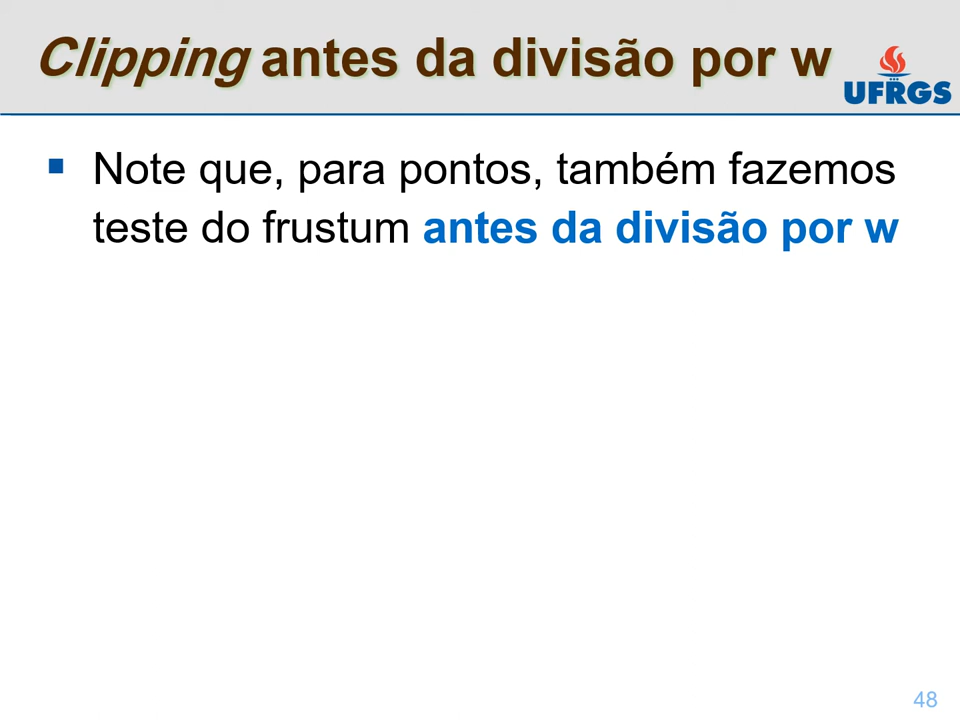 Clipping antes da divisão por w
UFRGS
Note que, para pontos, também fazemos
teste do frustum antes da divisão por w
48